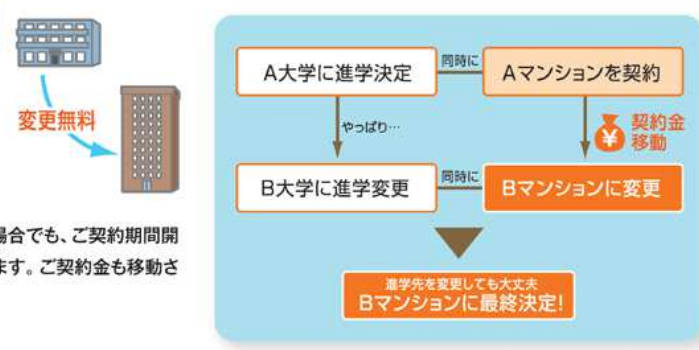 変更無料
場合でも、ご契約期間開
ます。ご契約金も移動さ
A大学に進学決定
同時に
Aマンションを契約
やっぱり…
¥
契約金
移動
B大学に進学変更
同時に
Bマンションに変更
進学先を変更しても大丈夫
Bマンションに最終決定!